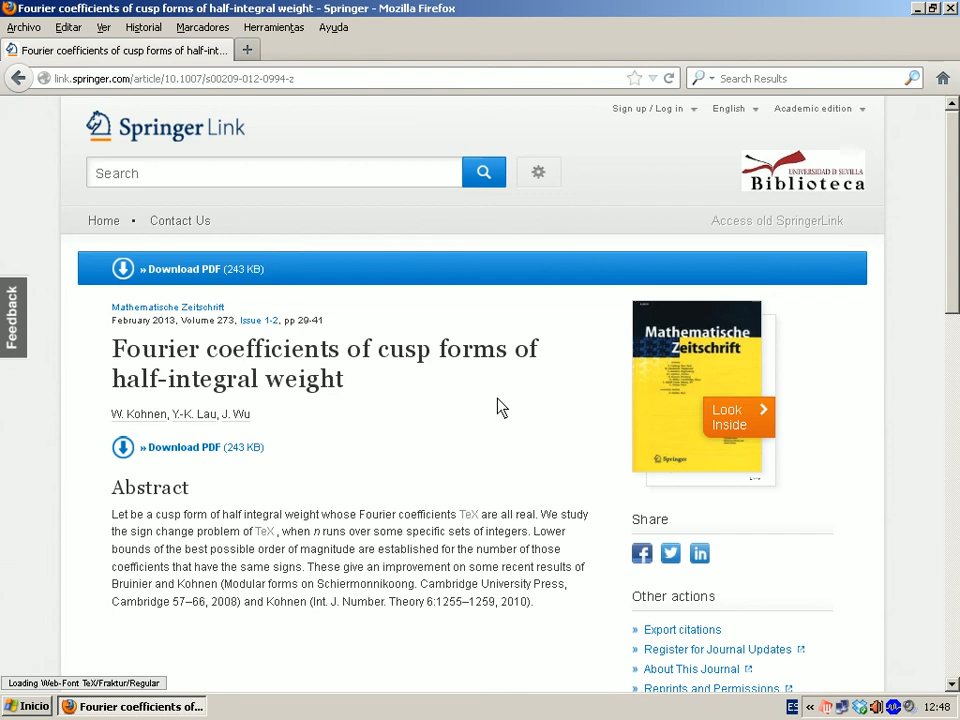 Fourier coefficients of cusp forms of half-integral weight - Springer - Mozilla Firefox
Archivo Editar Ver Historial Marcadores Herramientas Ayuda
Fourier coefficients of cusp forms of half-int...
link.springer.com/article/10.1007/s00209-012-0994-z
Search Results
Sign up / Log in English Academic edition
Springer Link
Search
UNIVERSIDAD D SEVILLA
Biblioteca
Home • Contact Us
Access old SpringerLink
» Download PDF (243 KB)
Feedback
Mathematische Zeitschrift
February 2013, Volume 273, Issue 1-2, pp 29-41
Fourier coefficients of cusp forms of
half-integral weight
W. Kohnen, Y.-K. Lau, J. Wu
» Download PDF (243 KB)
Mathematische
Zeitschrift
Look
Inside
Springer
Abstract
Let be a cusp form of half integral weight whose Fourier coefficients TeX are all real. We study
the sign change problem of TeX , when n runs over some specific sets of integers. Lower
bounds of the best possible order of magnitude are established for the number of those
coefficients that have the same signs. These give an improvement on some recent results of
Bruinier and Kohnen (Modular forms on Schiermonnikoong. Cambridge University Press,
Cambridge 57–66, 2008) and Kohnen (Int. J. Number. Theory 6:1255–1259, 2010).
Share
Other actions
» Export citations
» Register for Journal Updates
» About This Journal
» Reprints and Permissions
Loading Web-Font TeX/Fraktur/Regular
Inicio
Fourier coefficients of...
ES
12:48